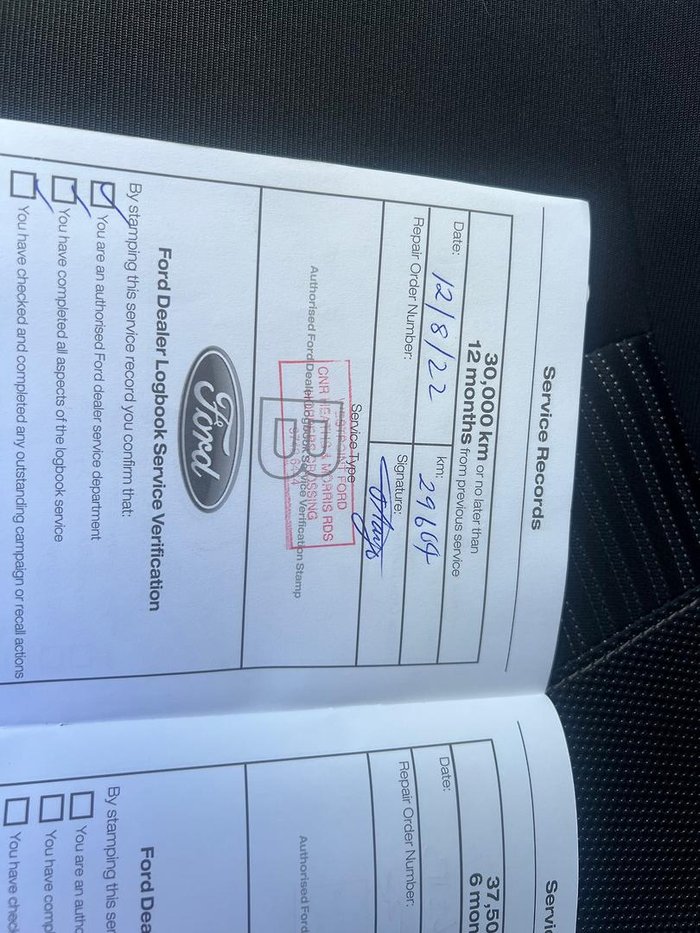 Service Records
30,000 km or no later than
12 months from previous service
Date: 12/8/22
km: 29664
Repair Order Number:
Signature:
Service Type
B
FORD
MORRIS RDS
CROSSING
Authorised Ford Dealer Logbook Service Verification Stamp
Ford
Ford Dealer Logbook Service Verification
By stamping this service record you confirm that:
You are an authorised Ford dealer service department
You have completed all aspects of the logbook service
You have checked and completed any outstanding campaign or recall actions
37,50
6 mon
Date:
Repair Order Number:
Authorised Ford
Ford Dea
By stamping this ser
You are an autho
You have comp
You have chec